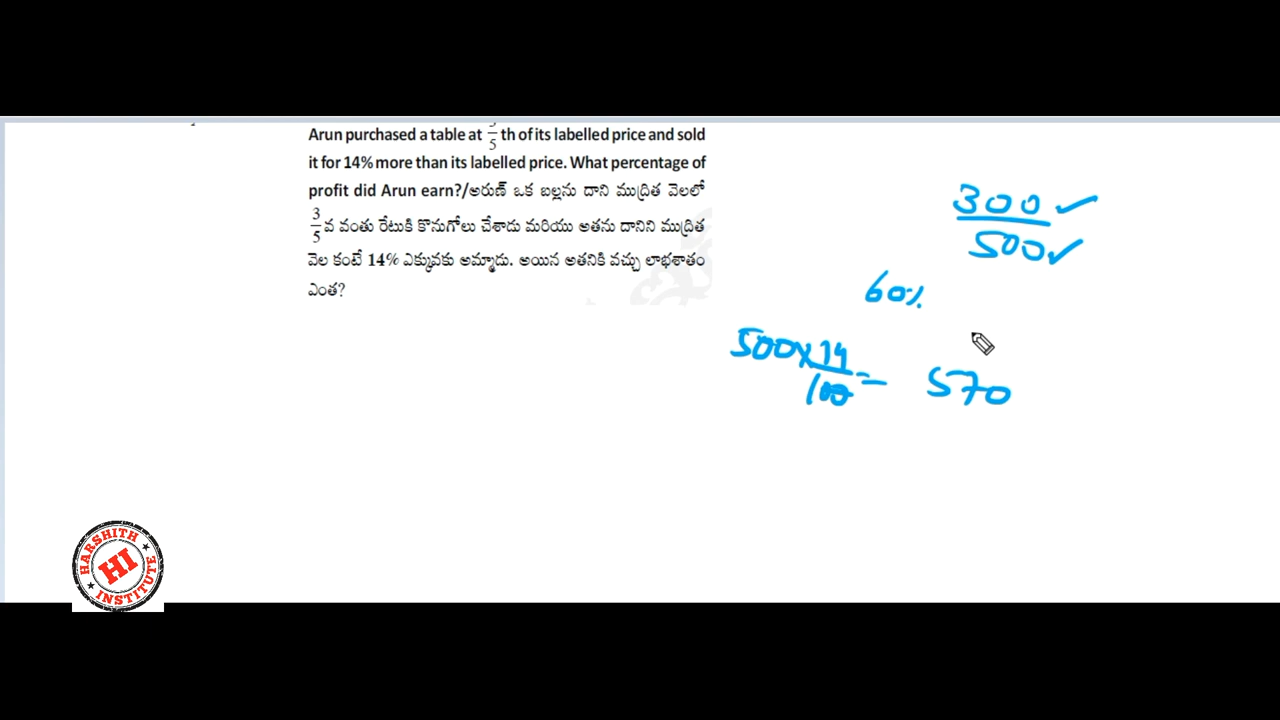 Arun purchased a table at 3/5 th of its labelled price and sold
it for 14% more than its labelled price. What percentage of
profit did Arun earn?/అరుణ్ ఒక బల్లను దాని ముద్రిత వెలలో
3/5 వ వంతు రేటుకి కొనుగోలు చేశాడు మరియు అతను దానిని ముద్రిత
వెల కంటే 14% ఎక్కువకు అమ్మాడు. అయిన అతనికి వచ్చు లాభశాతం
ఎంత?
300
500
60%
500×14/100=
570
HARSHITH
HI
INSTITUTE